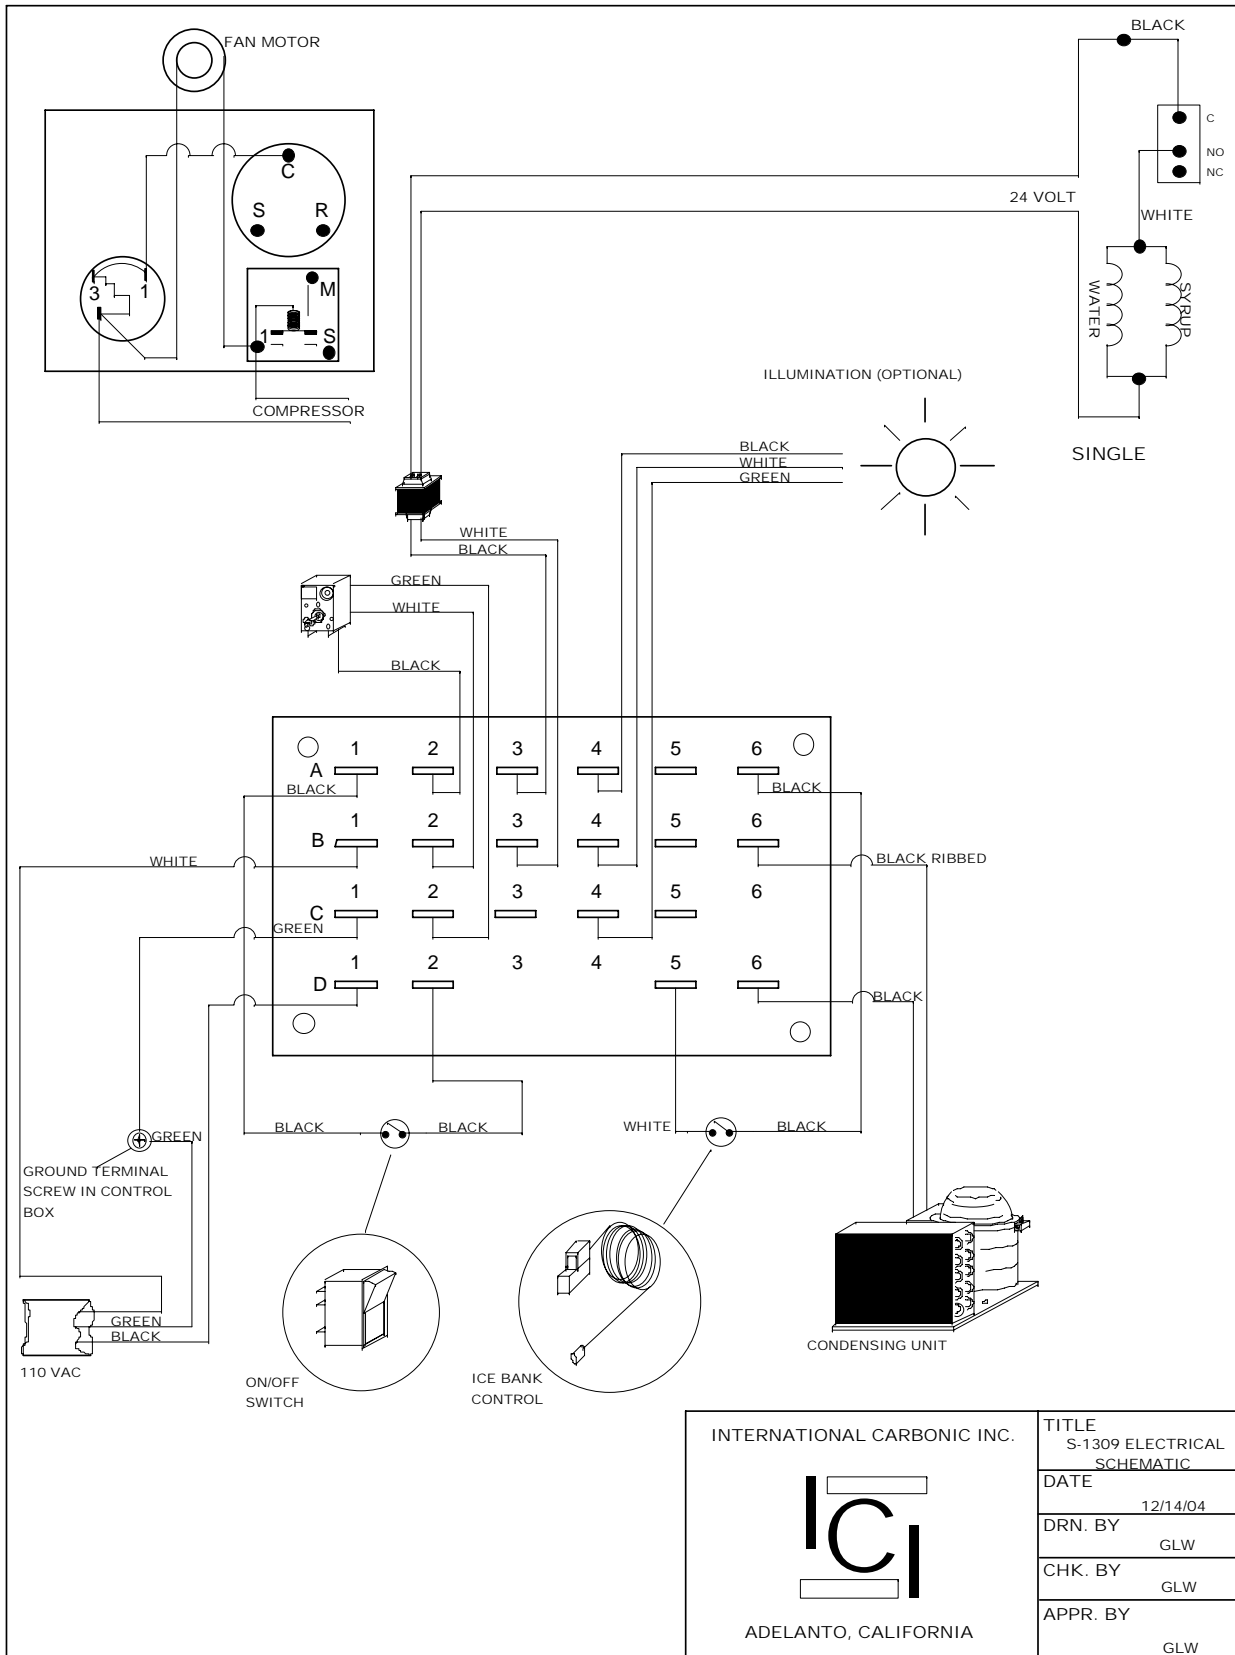 FAN MOTOR
BLACK
C
NO
NC
C
S R
24 VOLT
WHITE
3 1
M
1 S
WATER
SYRUP
ILLUMINATION (OPTIONAL)
COMPRESSOR
SINGLE
BLACK
WHITE
GREEN
WHITE
BLACK
GREEN
WHITE
BLACK
1 2 3 4 5 6
A
BLACK
BLACK
1 2 3 4 5 6
B
WHITE
BLACK RIBBED
1 2 3 4 5 6
C
GREEN
1 2 3 4 5 6
D
BLACK
BLACK
BLACK
WHITE
BLACK
GREEN
GROUND TERMINAL
SCREW IN CONTROL
BOX
GREEN
BLACK
110 VAC
ON/OFF
SWITCH
ICE BANK
CONTROL
CONDENSING UNIT
INTERNATIONAL CARBONIC INC.
ICI
ADELANTO, CALIFORNIA
TITLE
S-1309 ELECTRICAL
SCHEMATIC
DATE
12/14/04
DRN. BY
GLW
CHK. BY
GLW
APPR. BY
GLW